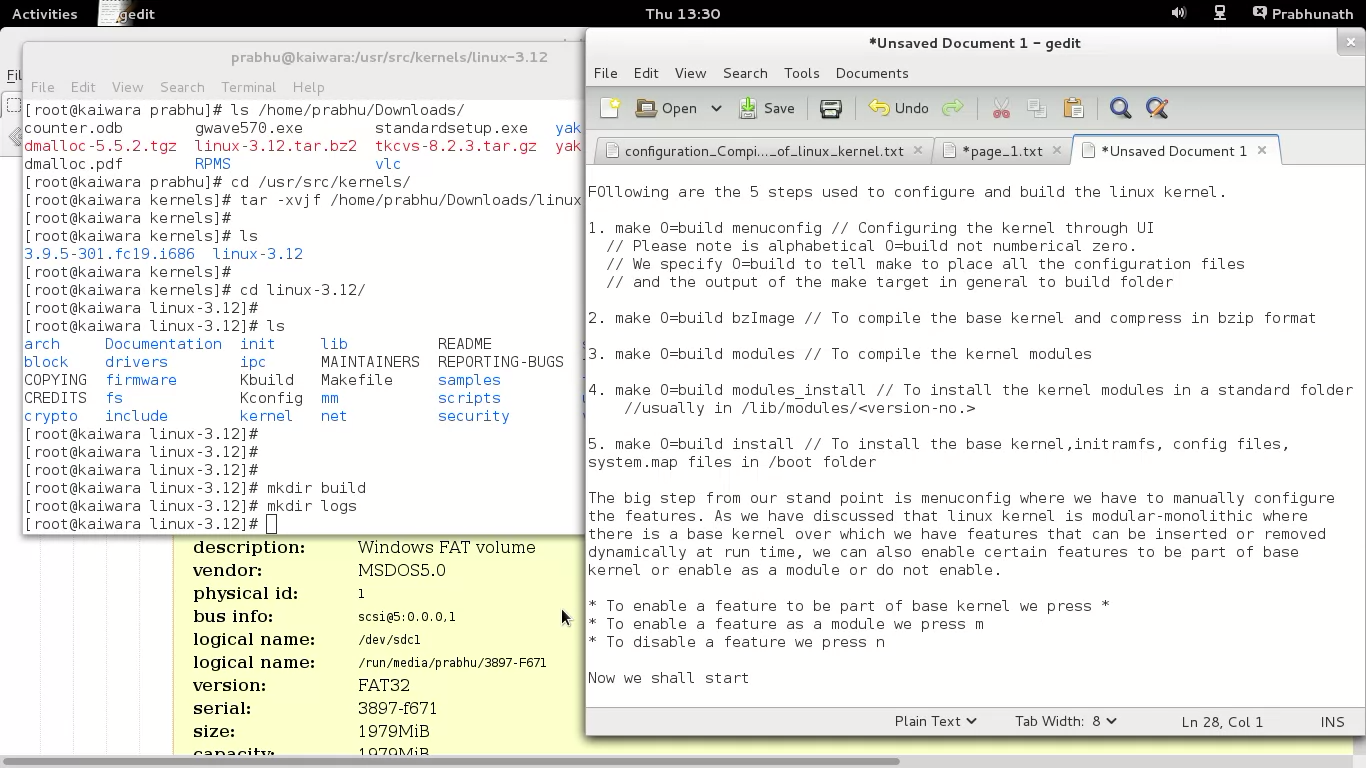 Activities gedit Thu 13:30 Prabhunath
prabhu@kaiwara:/usr/src/kernels/linux-3.12
File Edit View Search Terminal Help
[root@kaiwara prabhu]# ls /home/prabhu/Downloads/
counter.odb gwave570.exe standardsetup.exe yak
dmalloc-5.5.2.tgz linux-3.12.tar.bz2 tkcvs-8.2.3.tar.gz yak
dmalloc.pdf RPMS vlc
[root@kaiwara prabhu]# cd /usr/src/kernels/
[root@kaiwara kernels]# tar -xvjf /home/prabhu/Downloads/linux
[root@kaiwara kernels]#
[root@kaiwara kernels]# ls
3.9.5-301.fc19.i686 linux-3.12
[root@kaiwara kernels]#
[root@kaiwara kernels]# cd linux-3.12/
[root@kaiwara linux-3.12]#
[root@kaiwara linux-3.12]# ls
arch Documentation init lib README
block drivers ipc MAINTAINERS REPORTING-BUGS
COPYING firmware Kbuild Makefile samples
CREDITS fs Kconfig mm scripts
crypto include kernel net security
[root@kaiwara linux-3.12]#
[root@kaiwara linux-3.12]#
[root@kaiwara linux-3.12]#
[root@kaiwara linux-3.12]# mkdir build
[root@kaiwara linux-3.12]# mkdir logs
[root@kaiwara linux-3.12]#
description: Windows FAT volume
vendor: MSDOS5.0
physical id: 1
bus info: scsi@5:0.0.0,1
logical name: /dev/sdc1
logical name: /run/media/prabhu/3897-F671
version: FAT32
serial: 3897-f671
size: 1979MiB
capacity: 1979MiB
*Unsaved Document 1 - gedit
File Edit View Search Tools Documents
Open Save Undo
configuration_Compi..._of_linux_kernel.txt *page_1.txt *Unsaved Document 1
FOllowing are the 5 steps used to configure and build the linux kernel.
1. make O=build menuconfig // Configuring the kernel through UI
// Please note is alphabetical O=build not numberical zero.
// We specify O=build to tell make to place all the configuration files
// and the output of the make target in general to build folder
2. make O=build bzImage // To compile the base kernel and compress in bzip format
3. make O=build modules // To compile the kernel modules
4. make O=build modules_install // To install the kernel modules in a standard folder
//usually in /lib/modules/<version-no.>
5. make O=build install // To install the base kernel,initramfs, config files,
system.map files in /boot folder
The big step from our stand point is menuconfig where we have to manually configure
the features. As we have discussed that linux kernel is modular-monolithic where
there is a base kernel over which we have features that can be inserted or removed
dynamically at run time, we can also enable certain features to be part of base
kernel or enable as a module or do not enable.
* To enable a feature to be part of base kernel we press *
* To enable a feature as a module we press m
* To disable a feature we press n
Now we shall start
Plain Text Tab Width: 8 Ln 28, Col 1 INS